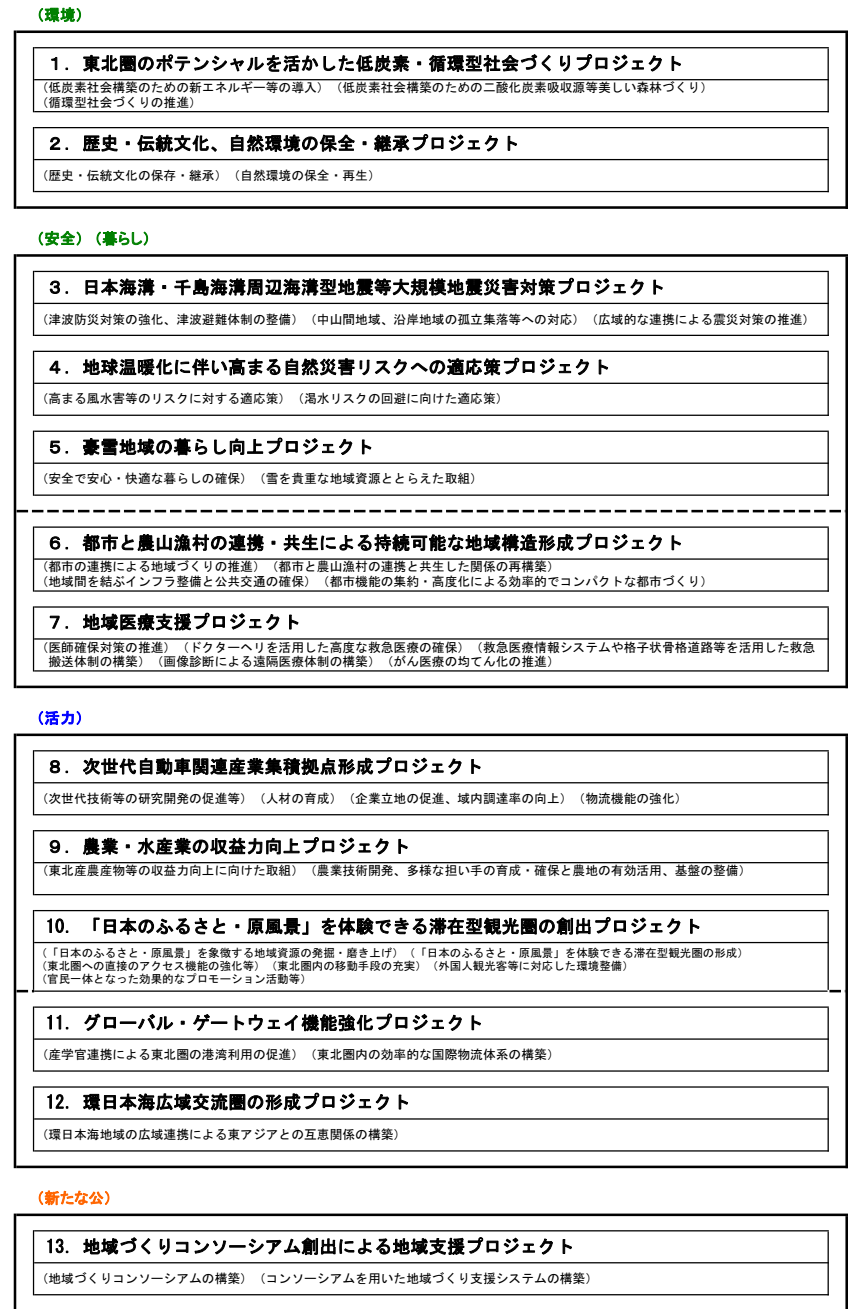 （環境）
１．東北圏のポテンシャルを活かした低炭素・循環型社会づくりプロジェクト
（低炭素社会構築のための新エネルギー等の導入）（低炭素社会構築のための二酸化炭素吸収源等美しい森林づくり）
（循環型社会づくりの推進）
２．歴史・伝統文化、自然環境の保全・継承プロジェクト
（歴史・伝統文化の保存・継承）（自然環境の保全・再生）
（安全）（暮らし）
３．日本海溝・千島海溝周辺海溝型地震等大規模地震災害対策プロジェクト
（津波防災対策の強化、津波避難体制の整備）（中山間地域、沿岸地域の孤立集落等への対応）（広域的な連携による震災対策の推進）
４．地球温暖化に伴い高まる自然災害リスクへの適応策プロジェクト
（高まる風水害等のリスクに対する適応策）（渇水リスクの回避に向けた適応策）
５．豪雪地域の暮らし向上プロジェクト
（安全で安心・快適な暮らしの確保）（雪を貴重な地域資源ととらえた取組）
６．都市と農山漁村の連携・共生による持続可能な地域構造形成プロジェクト
（都市の連携による地域づくりの推進）（都市と農山漁村の連携と共生した関係の再構築）
（地域間を結ぶインフラ整備と公共交通の確保）（都市機能の集約・高度化による効率的でコンパクトな都市づくり）
７．地域医療支援プロジェクト
（医師確保対策の推進）（ドクターヘリを活用した高度な救急医療の確保）（救急医療情報システムや格子状骨格道路等を活用した救急
搬送体制の構築）（画像診断による遠隔医療体制の構築）（がん医療の均てん化の推進）
（活力）
８．次世代自動車関連産業集積拠点形成プロジェクト
（次世代技術等の研究開発の促進等）（人材の育成）（企業立地の促進、域内調達率の向上）（物流機能の強化）
９．農業・水産業の収益力向上プロジェクト
（東北産農産物等の収益力向上に向けた取組）（農業技術開発、多様な担い手の育成・確保と農地の有効活用、基盤の整備）
10．「日本のふるさと・原風景」を体験できる滞在型観光圏の創出プロジェクト
（「日本のふるさと・原風景」を象徴する地域資源の発掘・磨き上げ）（「日本のふるさと・原風景」を体験できる滞在型観光圏の形成）
（東北圏への直接のアクセス機能の強化等）（東北圏内の移動手段の充実）（外国人観光客等に対応した環境整備）
（官民一体となった効果的なプロモーション活動等）
11．グローバル・ゲートウェイ機能強化プロジェクト
（産学官連携による東北圏の港湾利用の促進）（東北圏内の効率的な国際物流体系の構築）
12．環日本海広域交流圏の形成プロジェクト
（環日本海地域の広域連携による東アジアとの互恵関係の構築）
（新たな公）
13．地域づくりコンソーシアム創出による地域支援プロジェクト
（地域づくりコンソーシアムの構築）（コンソーシアムを用いた地域づくり支援システムの構築）